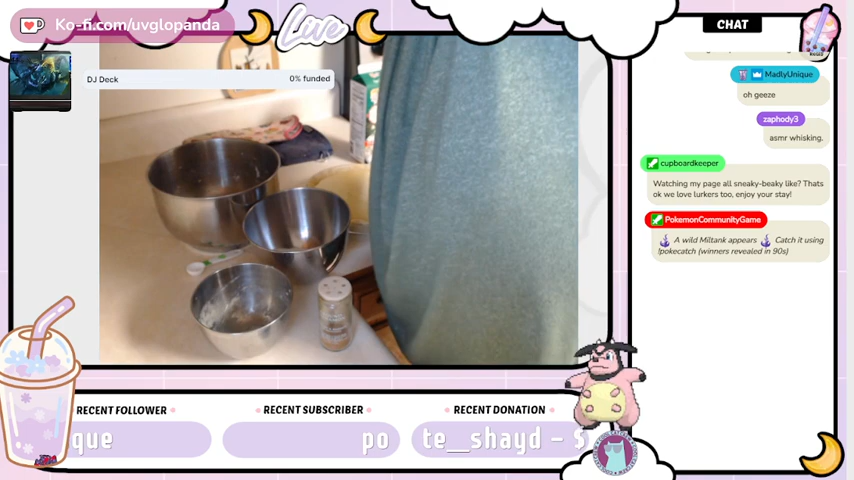 Ko-fi.com/uvglopanda
Live
CHAT
DJ Deck
0% funded
MadlyUnique
oh geeze
zaphody3
asmr whisking.
cupboardkeeper
Watching my page all sneaky-beaky like? Thats
ok we love lurkers too, enjoy your stay!
PokemonCommunityGame
A wild Miltank appears Catch it using
!pokecatch (winners revealed in 90s)
RECENT FOLLOWER
RECENT SUBSCRIBER
RECENT DONATION
que
po
te__shayd - $